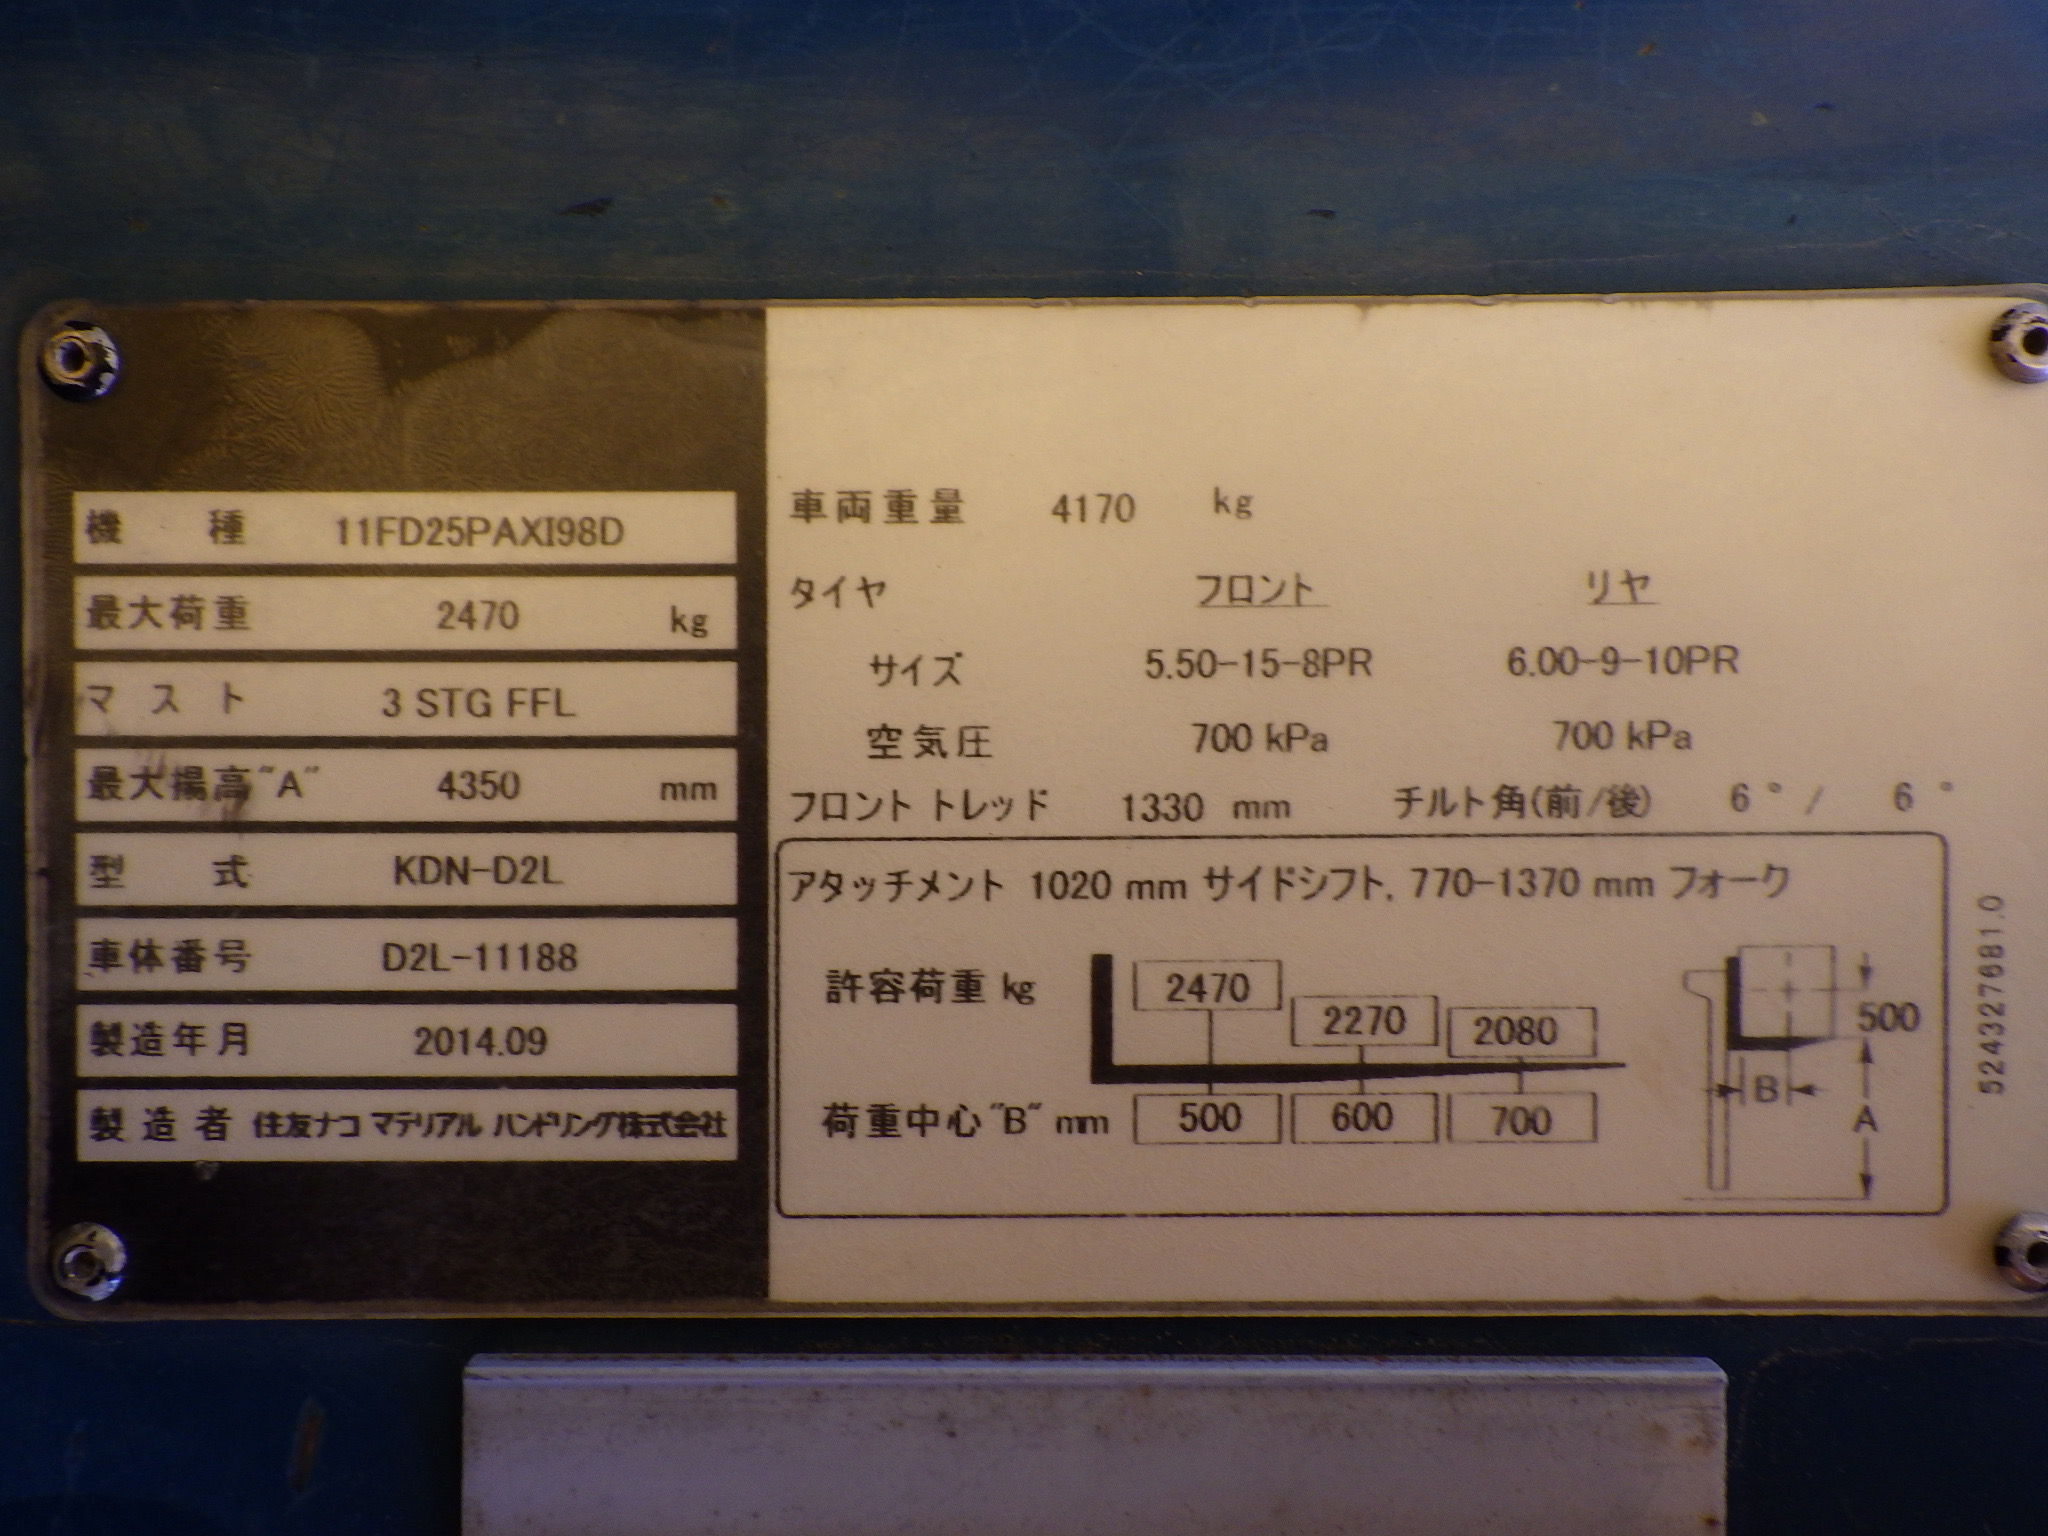 機種 11FD25PAXI98D
最大荷重 2470 kg
マスト 3 STG FFL
最大揚高"A" 4350 mm
型式 KDN-D2L
車体番号 D2L-11188
製造年月 2014.09
製造者 住友ナコ マテリアル ハンドリング株式会社
車両重量 4170 kg
タイヤ フロント リヤ
サイズ 5.50-15-8PR 6.00-9-10PR
空気圧 700 kPa 700 kPa
フロント トレッド 1330 mm チルト角(前/後) 6°/ 6°
アタッチメント 1020 mm サイドシフト, 770-1370 mm フォーク
許容荷重 kg 2470 2270 2080
荷重中心"B" mm 500 600 700
500
B
A
524327681.0